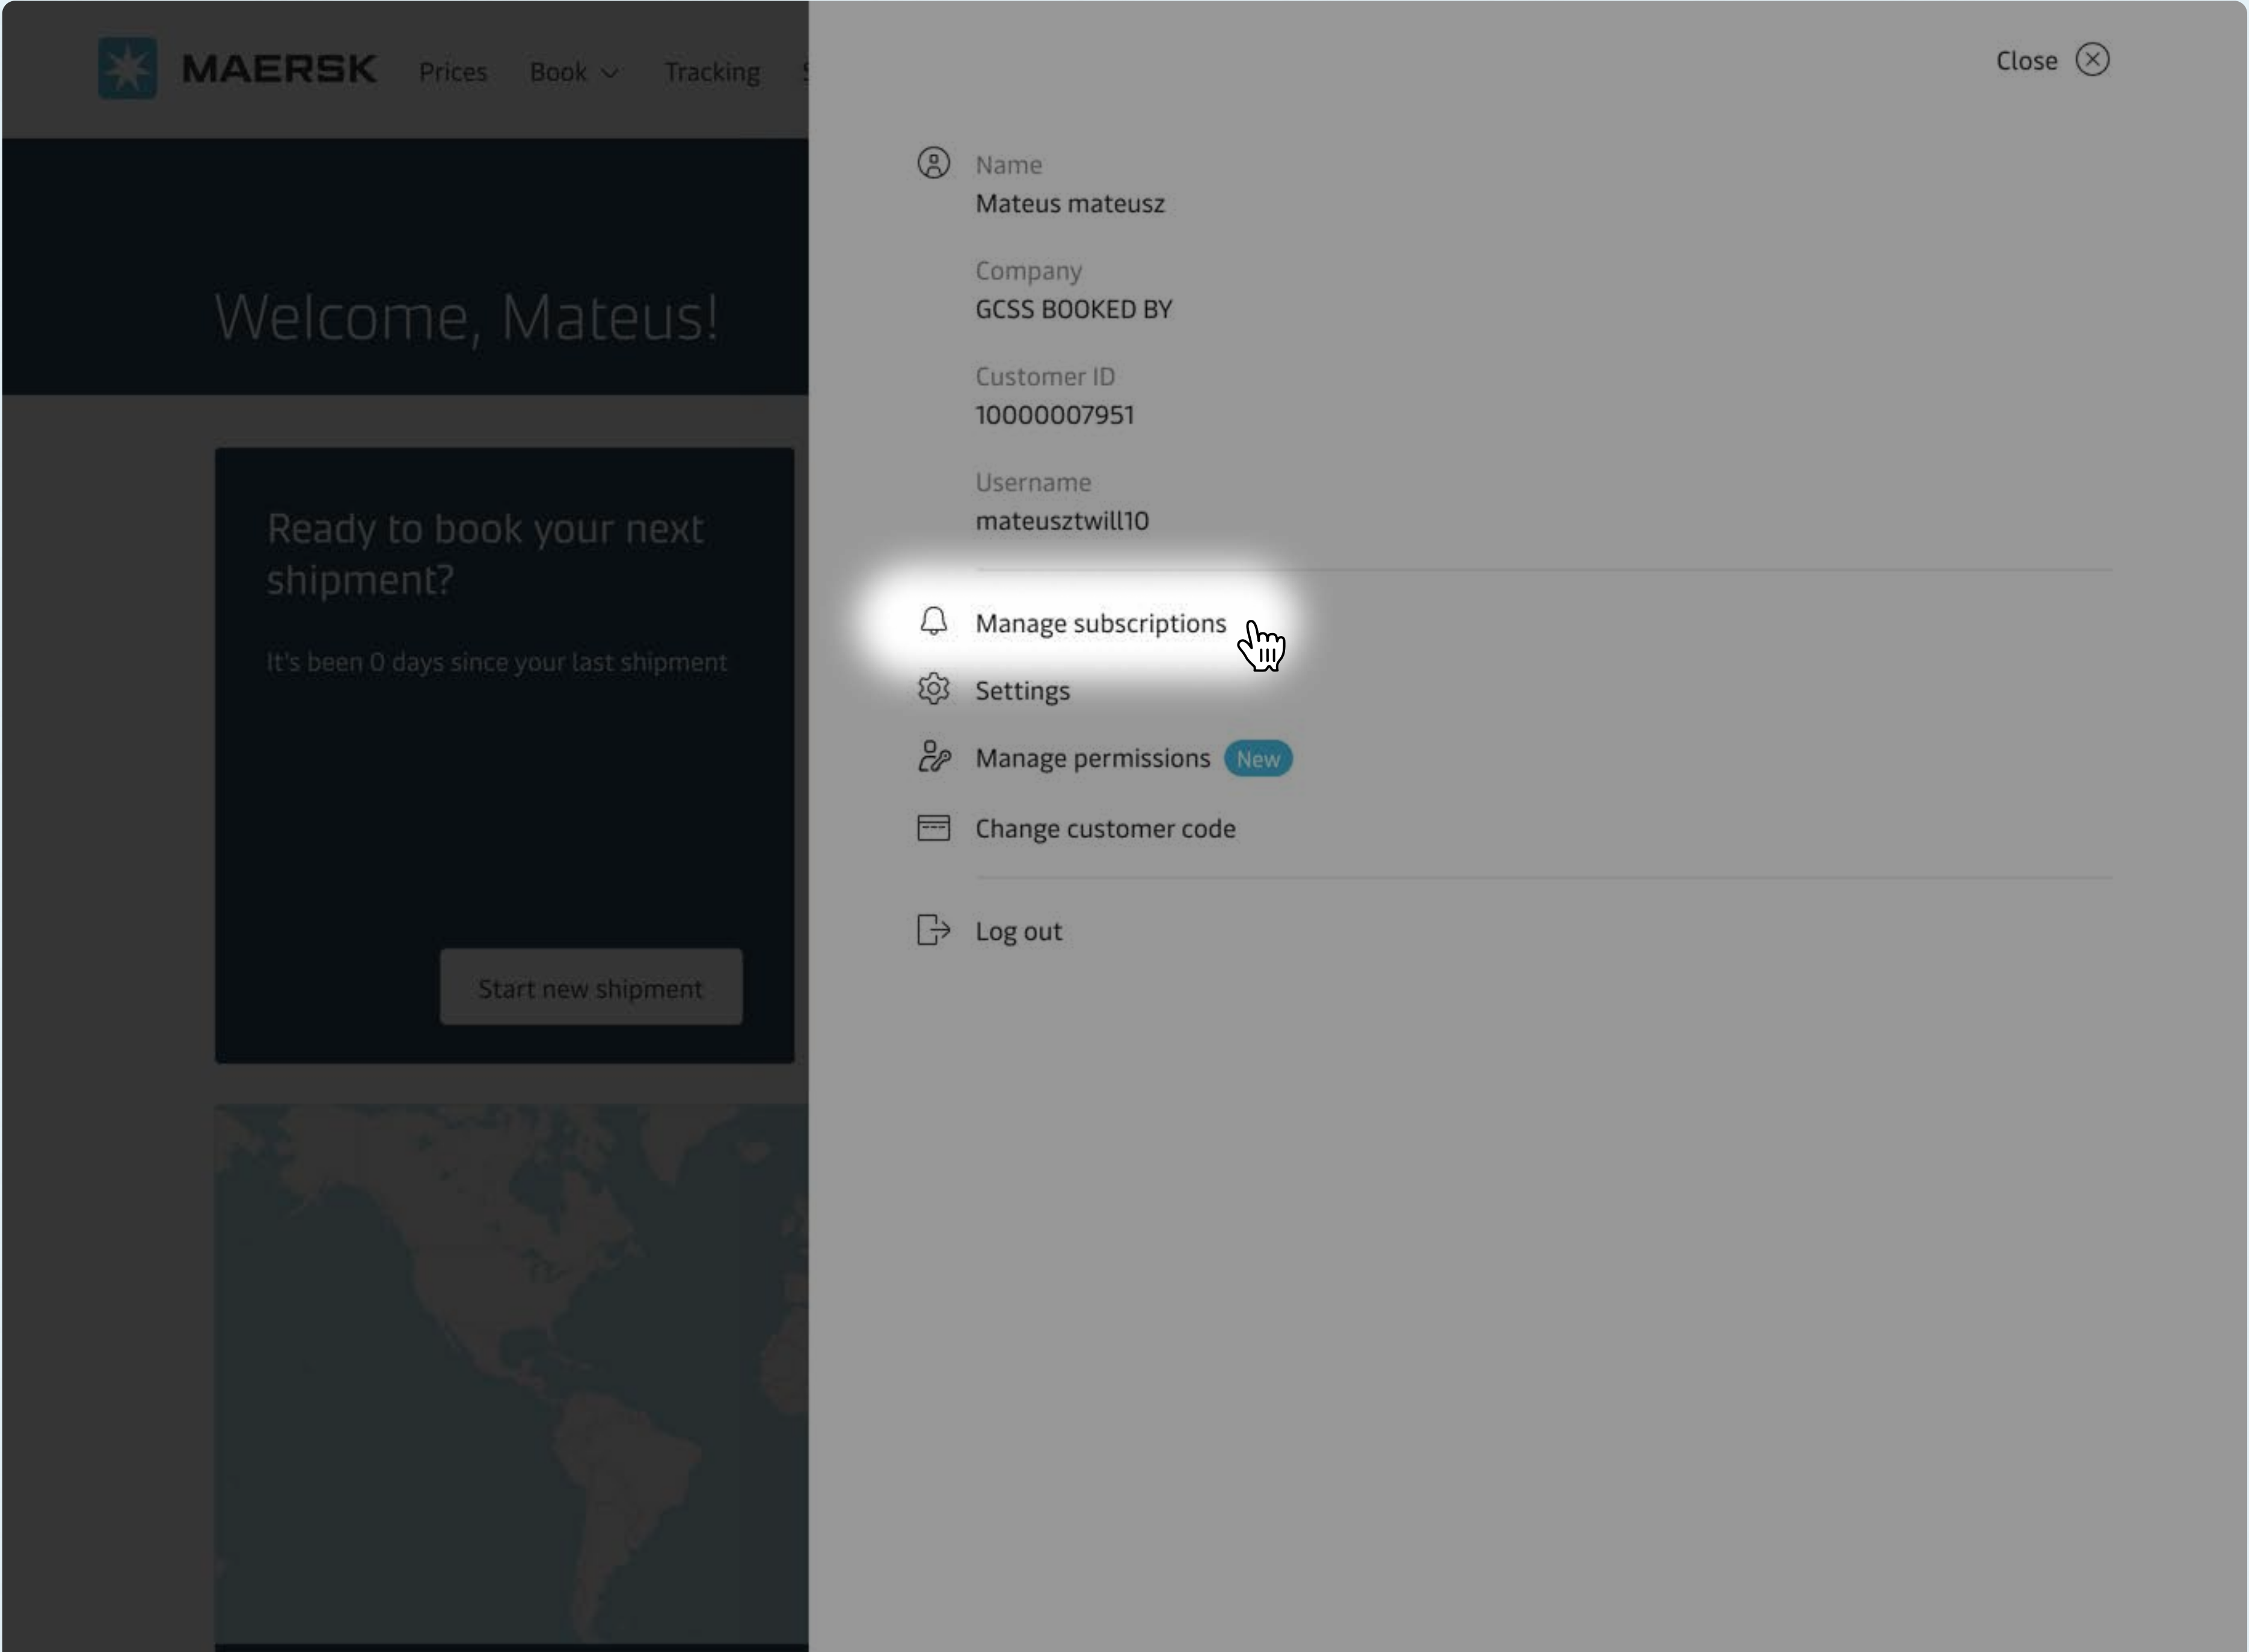 MAERSK
Prices
Book
Tracking
Close
Welcome, Mateus!
Ready to book your next
shipment?
It's been 0 days since your last shipment
Start new shipment
Name
Mateus mateusz
Company
GCSS BOOKED BY
Customer ID
10000007951
Username
mateusztwill10
Manage subscriptions
Settings
Manage permissions New
Change customer code
Log out